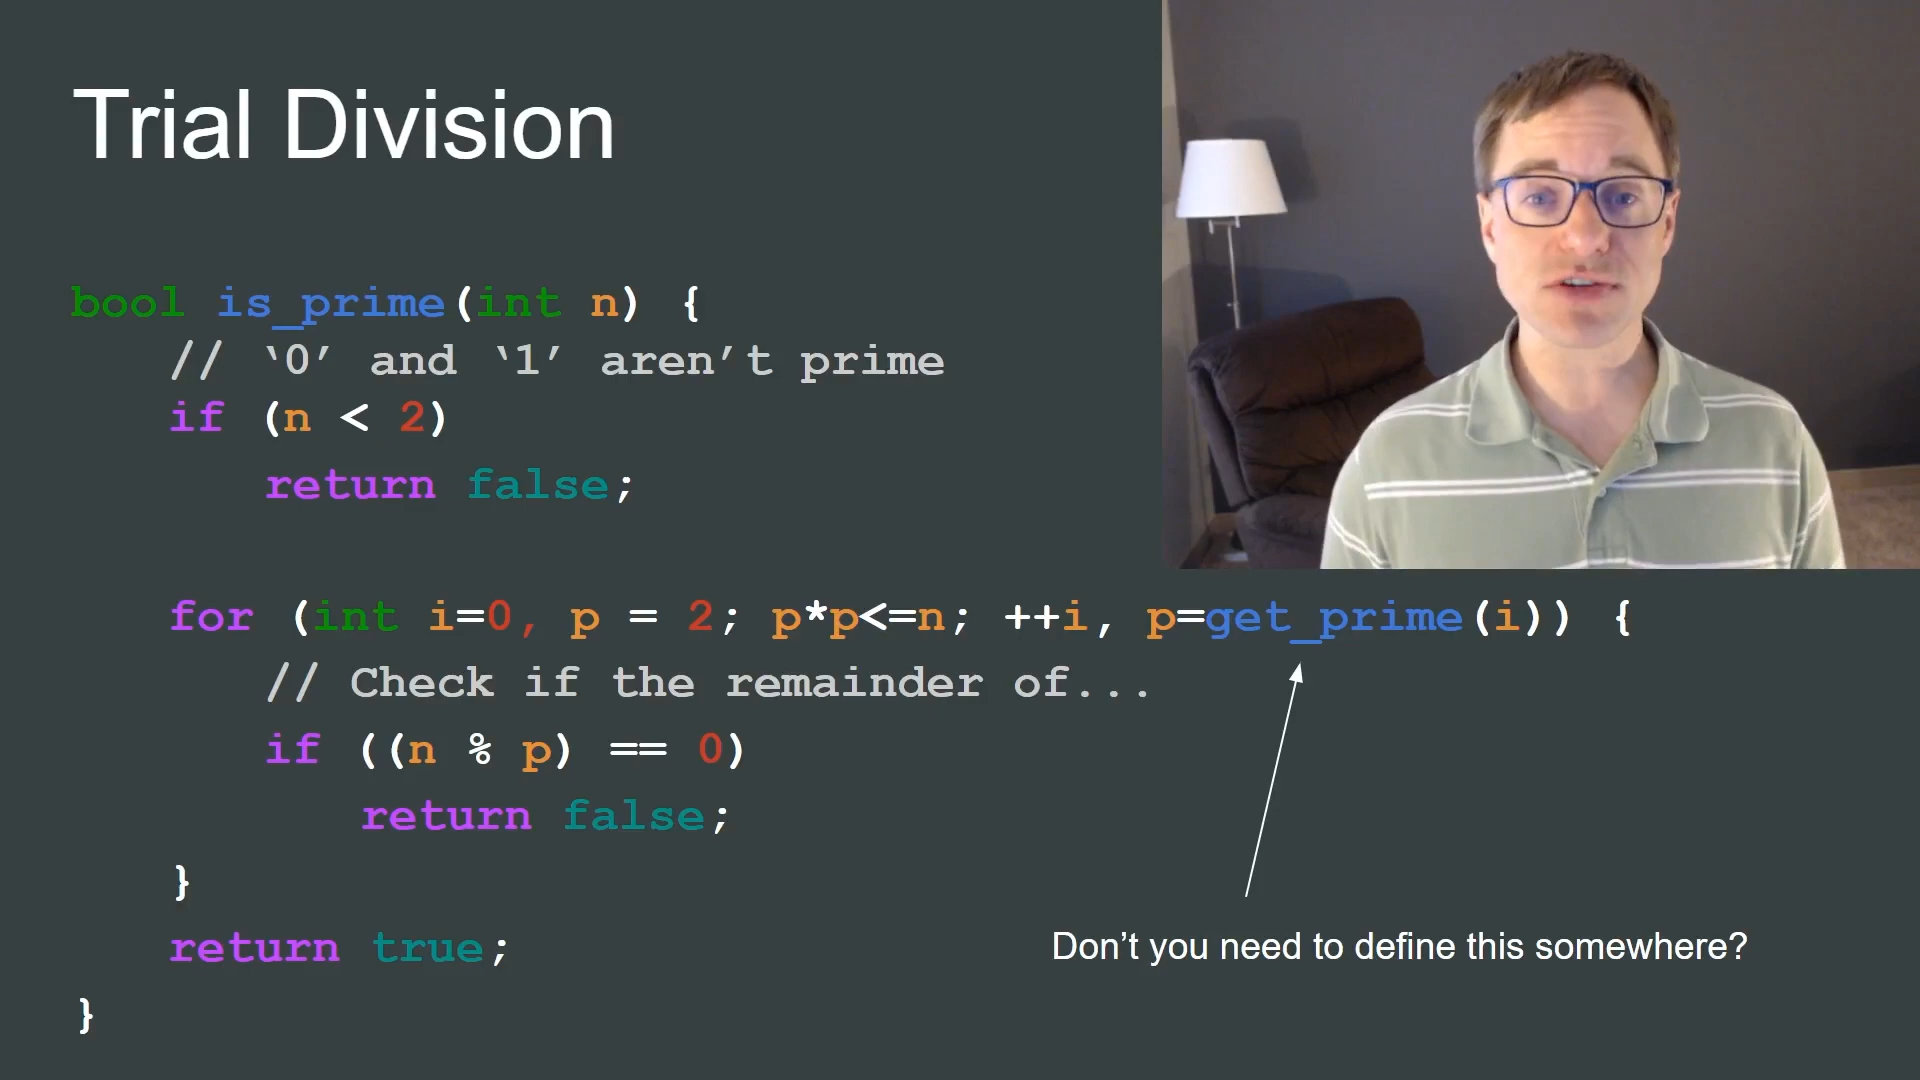 Trial Division
bool is_prime(int n) {
// ‘0’ and ‘1’ aren’t prime
if (n < 2)
return false;
for (int i=0, p = 2; p*p<=n; ++i, p=get_prime(i)) {
// Check if the remainder of...
if ((n % p) == 0)
return false;
}
return true;
}
Don’t you need to define this somewhere?